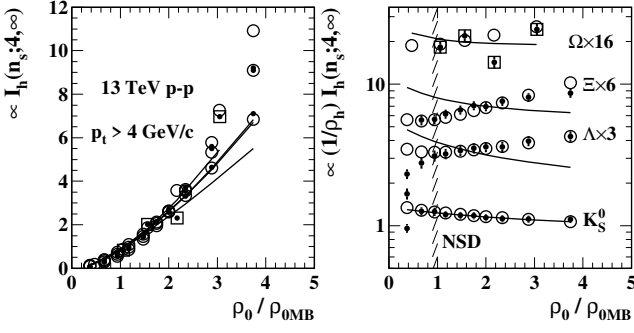 ∝ I_h(n_s;4,∞)
12
10
8
6
4
2
0
13 TeV p-p
p_t > 4 GeV/c
0 1 2 3 4 5
ρ_0 / ρ_0MB
∝ (1/ρ_h) I_h(n_s;4,∞)
10
1
Ω×16
Ξ×6
Λ×3
K_S^0
NSD
0 1 2 3 4 5
ρ_0 / ρ_0MB